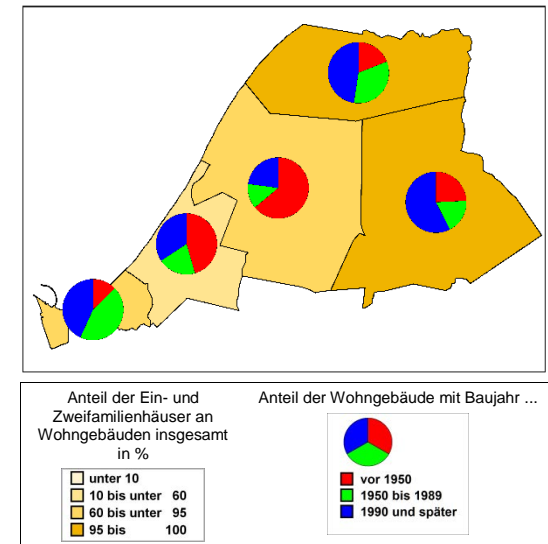 Anteil der Ein- und
Zweifamilienhäuser an
Wohngebäuden insgesamt
in %
unter 10
10 bis unter 60
60 bis unter 95
95 bis 100
Anteil der Wohngebäude mit Baujahr ...
vor 1950
1950 bis 1989
1990 und später